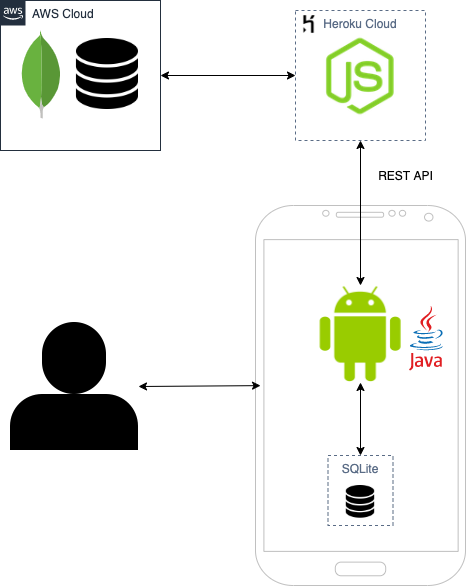 aws
AWS Cloud
Heroku Cloud
JS
REST API
Java
SQLite